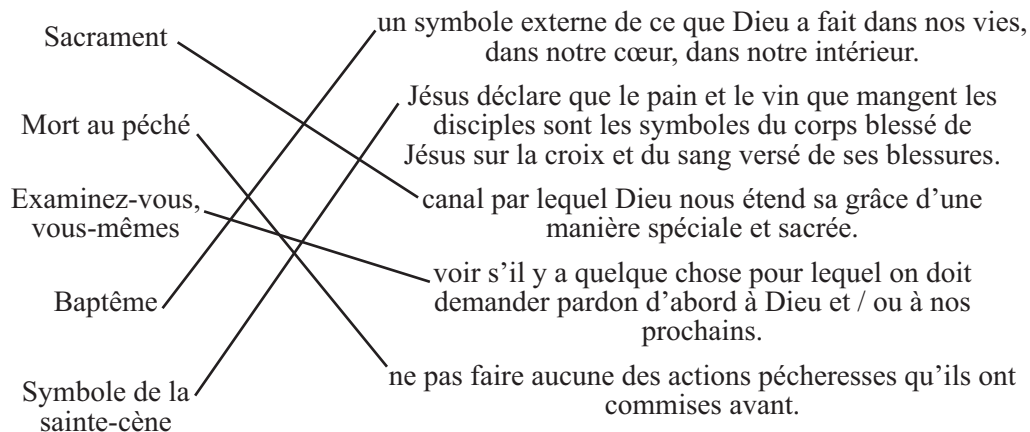 Sacrament
Mort au péché
Examinez-vous,
vous-mêmes
Baptême
Symbole de la
sainte-cène
un symbole externe de ce que Dieu a fait dans nos vies,
dans notre cœur, dans notre intérieur.
Jésus déclare que le pain et le vin que mangent les
disciples sont les symboles du corps blessé de
Jésus sur la croix et du sang versé de ses blessures.
canal par lequel Dieu nous étend sa grâce d’une
manière spéciale et sacrée.
voir s’il y a quelque chose pour lequel on doit
demander pardon d’abord à Dieu et / ou à nos
prochains.
ne pas faire aucune des actions pécheresses qu’ils ont
commises avant.